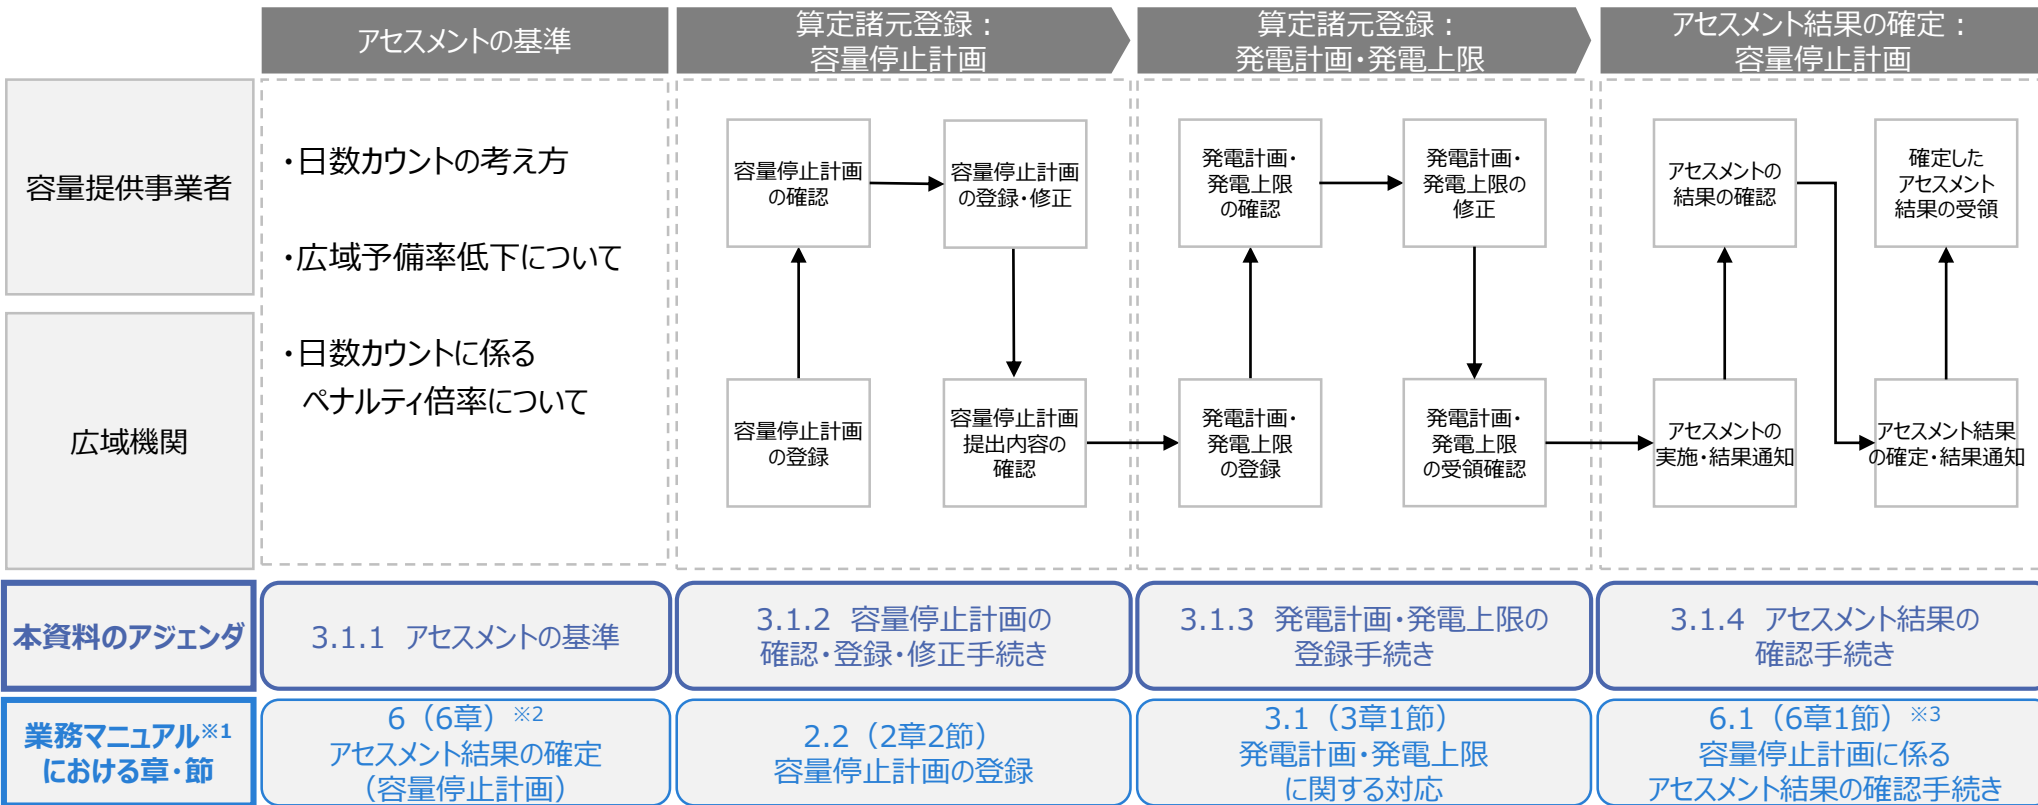 アセスメントの基準
算定諸元登録：
容量停止計画
算定諸元登録：
発電計画・発電上限
アセスメント結果の確定：
容量停止計画
容量提供事業者
広域機関
・日数カウントの考え方
・広域予備率低下について
・日数カウントに係る
ペナルティ倍率について
容量停止計画
の確認
容量停止計画
の登録・修正
容量停止計画
の登録
容量停止計画
提出内容の
確認
発電計画・
発電上限
の確認
発電計画・
発電上限の
修正
発電計画・
発電上限
の登録
発電計画・
発電上限
の受領確認
アセスメントの
結果の確認
確定した
アセスメント
結果の受領
アセスメントの
実施・結果通知
アセスメント結果
の確定・結果通知
本資料のアジェンダ
3.1.1 アセスメントの基準
3.1.2 容量停止計画の
確認・登録・修正手続き
3.1.3 発電計画・発電上限の
登録手続き
3.1.4 アセスメント結果の
確認手続き
業務マニュアル※1
における章・節
6（6章）※2
アセスメント結果の確定
（容量停止計画）
2.2（2章2節）
容量停止計画の登録
3.1（3章1節）
発電計画・発電上限
に関する対応
6.1（6章1節）※3
容量停止計画に係る
アセスメント結果の確認手続き